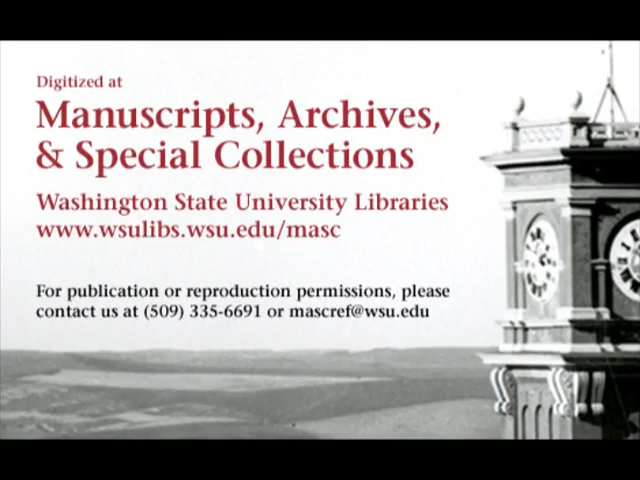 Digitized at
Manuscripts, Archives,
& Special Collections
Washington State University Libraries
www.wsulibs.wsu.edu/masc
For publication or reproduction permissions, please
contact us at (509) 335-6691 or mascref@wsu.edu